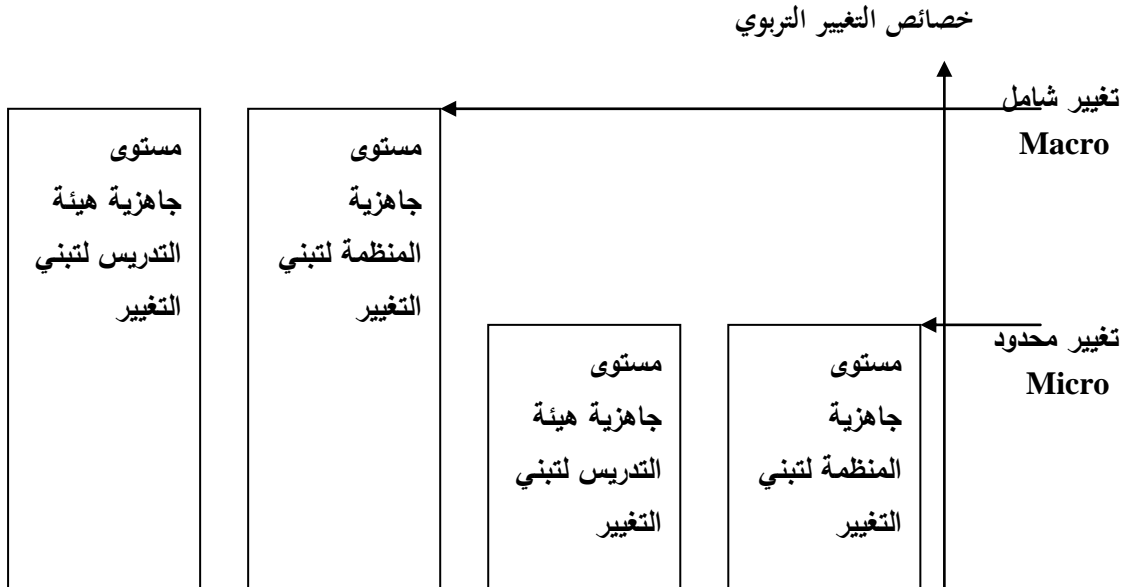 خصائص التغيير التربوي
تغيير شامل
Macro
مستوى
جاهزية
المنظمة لتبني
التغيير
مستوى
جاهزية هيئة
التدريس لتبني
التغيير
تغيير محدود
Micro
مستوى
جاهزية
المنظمة لتبني
التغيير
مستوى
جاهزية هيئة
التدريس لتبني
التغيير